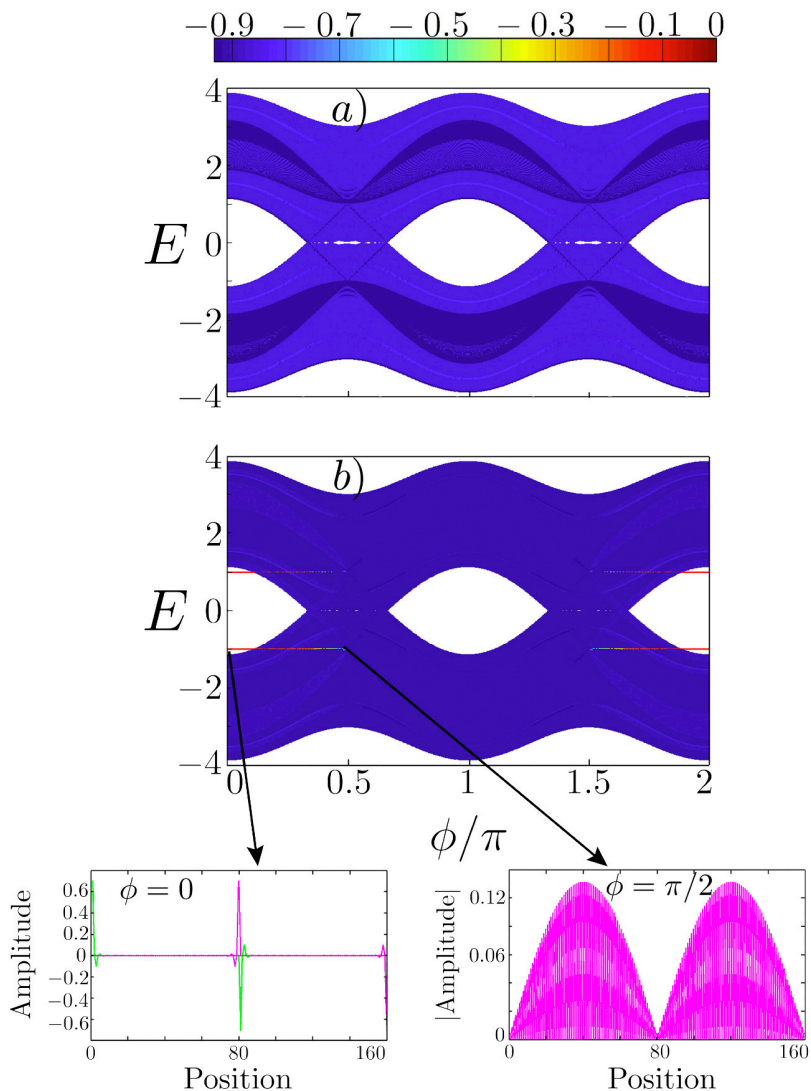 −0.9 −0.7 −0.5 −0.3 −0.1 0
4
a)
2
E 0
−2
−4
4
b)
2
E 0
−2
−4
0 0.5 1 1.5 2
ϕ/π
0.6
0.4
0.2
0
-0.2
-0.4
-0.6
Amplitude
ϕ = 0
0 80 160
Position
0.12
0.06
0
|Amplitude|
ϕ = π/2
0 40 80 120 160
Position